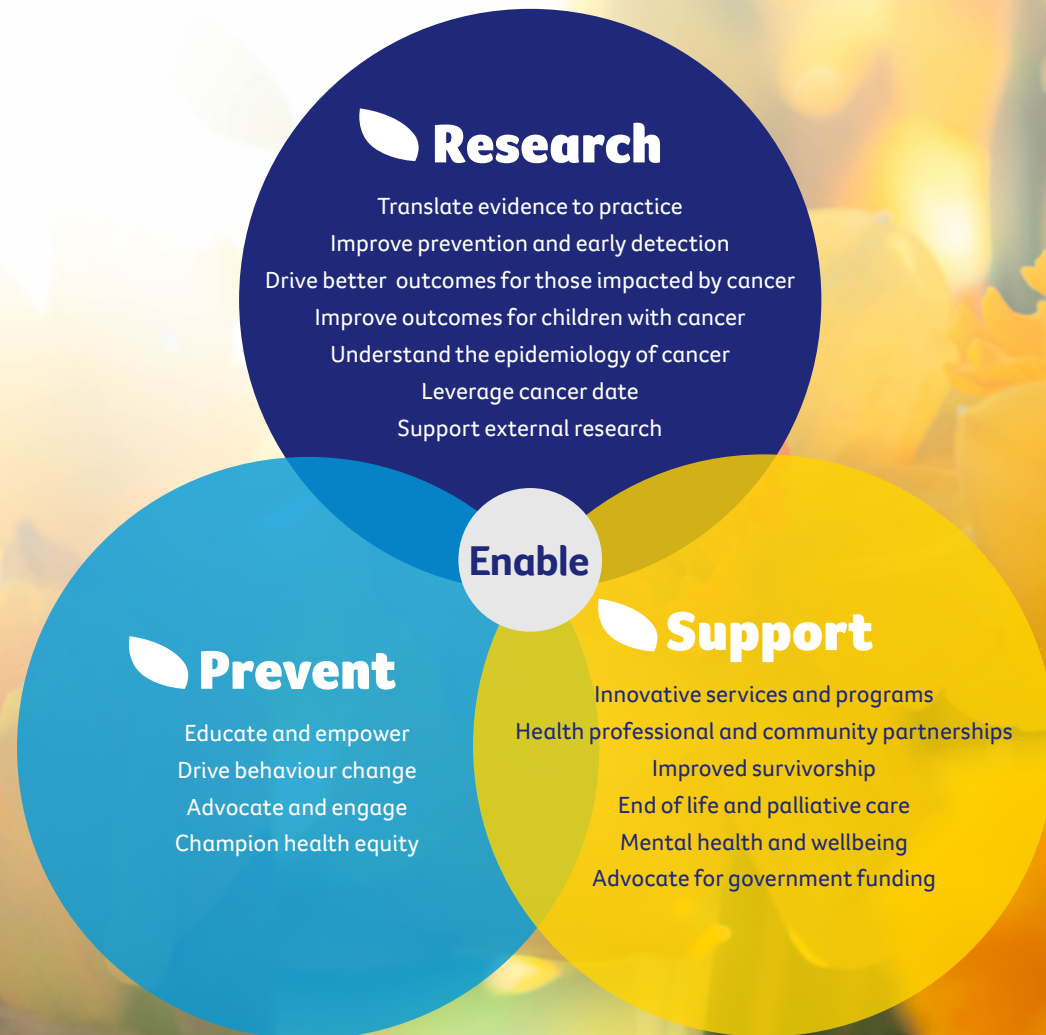 Research
Translate evidence to practice
Improve prevention and early detection
Drive better  outcomes for those impacted by cancer
Improve outcomes for children with cancer
Understand the epidemiology of cancer
Leverage cancer date
Support external research
Enable
Prevent
Educate and empower
Drive behaviour change
Advocate and engage
Champion health equity
Support
Innovative services and programs
Health professional and community partnerships
Improved survivorship
End of life and palliative care
Mental health and wellbeing
Advocate for government funding